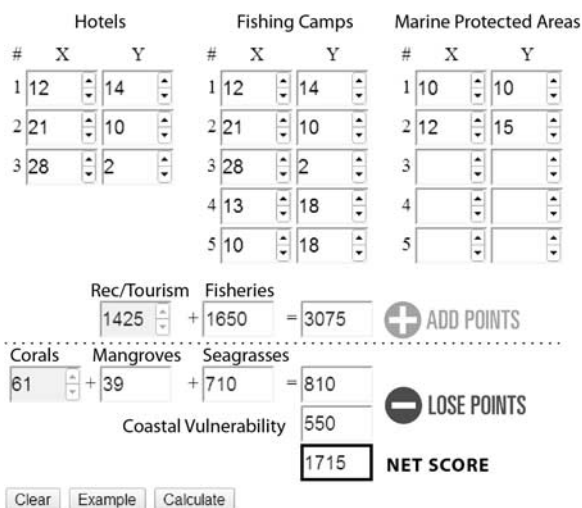 Hotels Fishing Camps Marine Protected Areas
# X Y # X Y # X Y
1 12 14 1 12 14 1 10 10
2 21 10 2 21 10 2 12 15
3 28 2 3 28 2 3
4 13 18 4
5 10 18 5
Rec/Tourism Fisheries
1425 + 1650 = 3075 ADD POINTS
Corals Mangroves Seagrasses
61 + 39 + 710 = 810
LOSE POINTS
Coastal Vulnerability 550
1715 NET SCORE
Clear Example Calculate